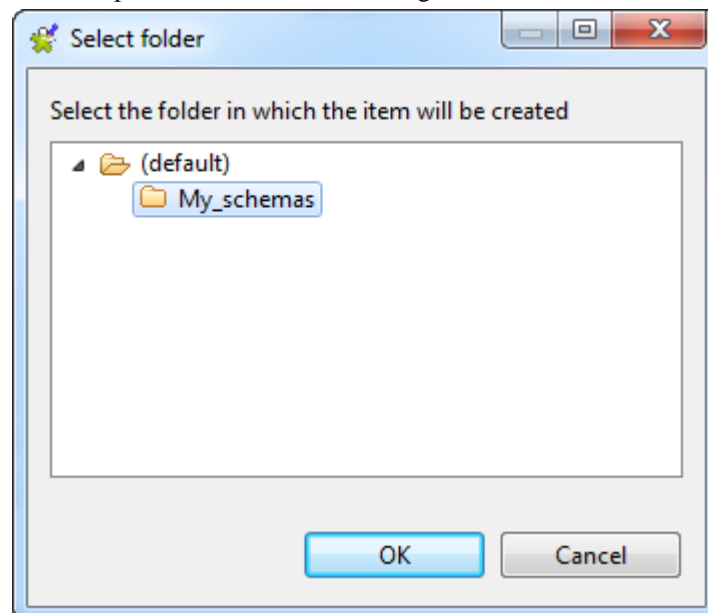 Select folder
Select the folder in which the item will be created
(default)
My_schemas
OK
Cancel